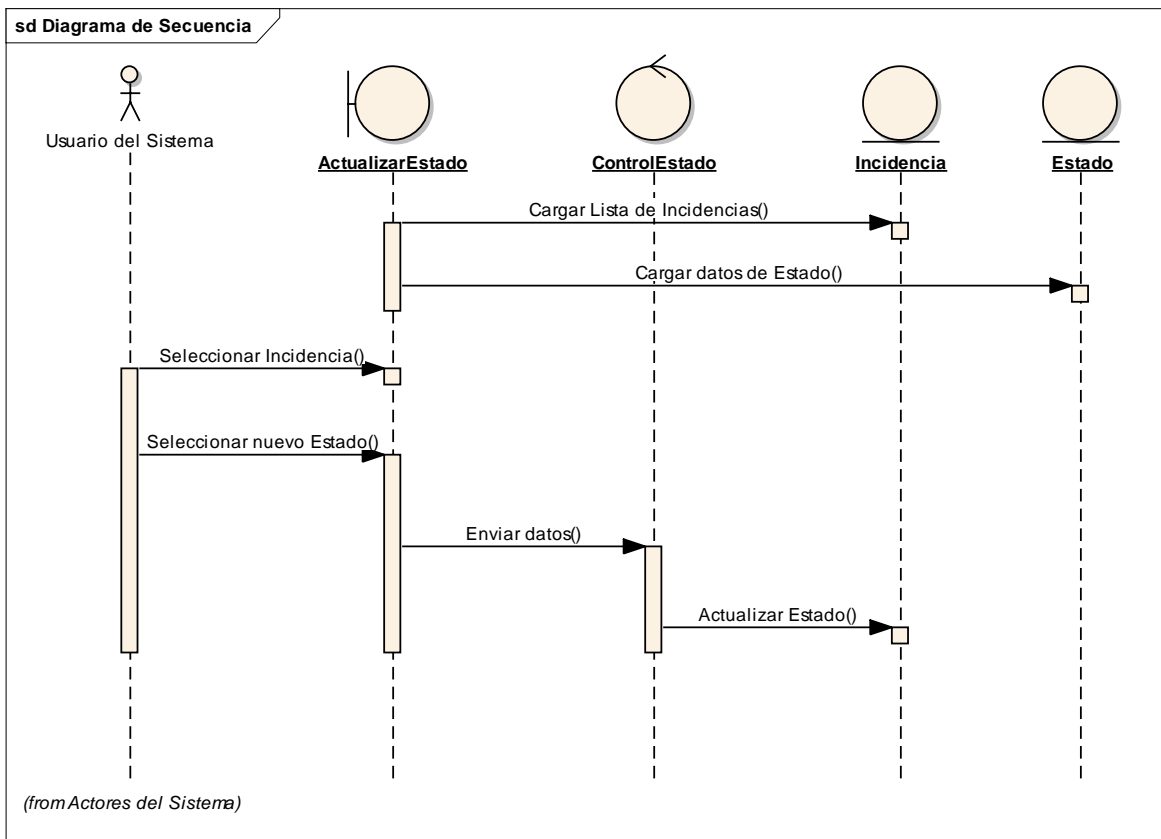 sd Diagrama de Secuencia
Usuario del Sistema
ActualizarEstado
ControlEstado
Incidencia
Estado
Cargar Lista de Incidencias()
Cargar datos de Estado()
Seleccionar Incidencia()
Seleccionar nuevo Estado()
Enviar datos()
Actualizar Estado()
(from Actores del Sistema)